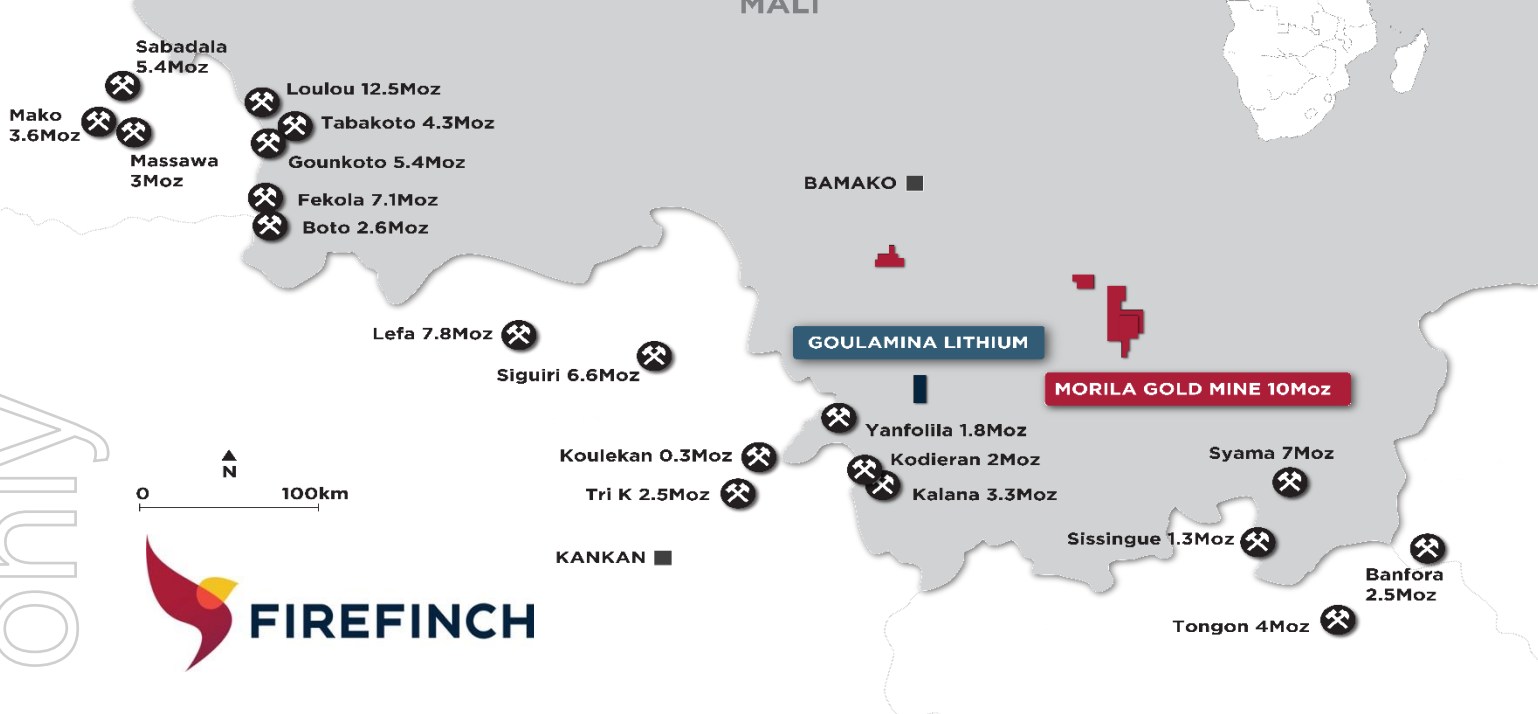 MALI
Sabadala
5.4Moz
Loulou 12.5Moz
Mako
3.6Moz
Tabakoto 4.3Moz
Massawa
3Moz
Gounkoto 5.4Moz
BAMAKO
Fekola 7.1Moz
Boto 2.6Moz
Lefa 7.8Moz
GOULAMINA LITHIUM
Siguiri 6.6Moz
MORILA GOLD MINE 10Moz
Yanfolila 1.8Moz
Koulekan 0.3Moz
Kodieran 2Moz
Syama 7Moz
N
0 100km
Tri K 2.5Moz
Kalana 3.3Moz
Sissingue 1.3Moz
KANKAN
Banfora
2.5Moz
Tongon 4Moz
FIREFINCH
only